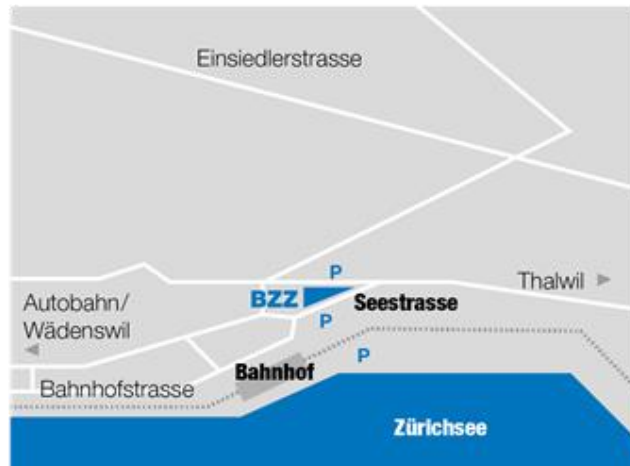 Einsiedlerstrasse
P
Thalwil
BZZ
Seestrasse
Autobahn/
Wädenswil
P
P
Bahnhof
Bahnhofstrasse
Zürichsee